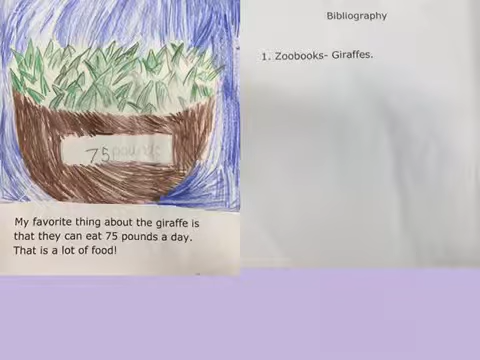 75 pounds
My favorite thing about the giraffe is
that they can eat 75 pounds a day.
That is a lot of food!
Bibliography
1. Zoobooks- Giraffes.